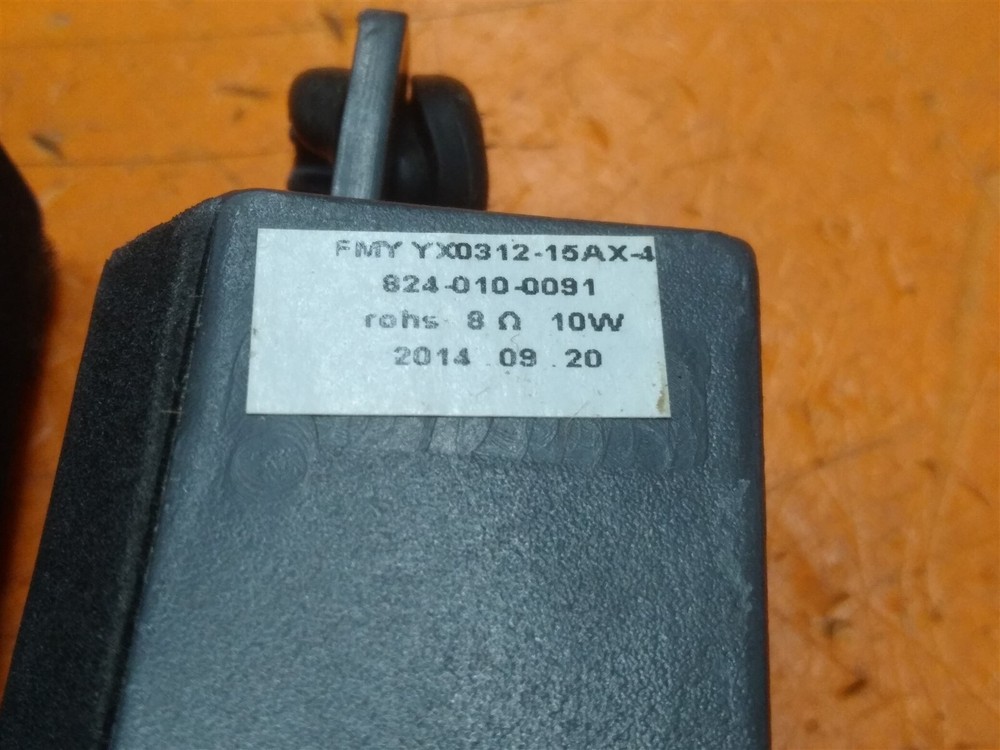 FMY YX0312-15AX-4
824-010-0091
rohs 8 Ω 10W
2014.09.20